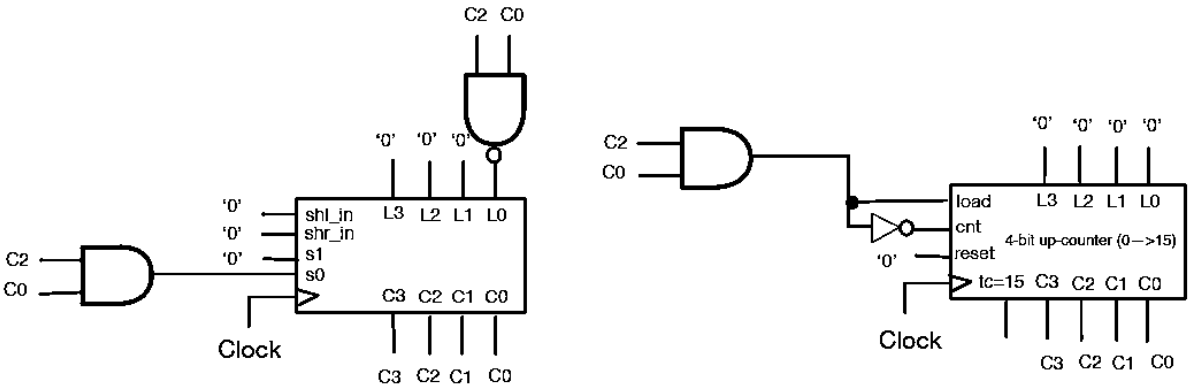 C2 C0
'0' '0' '0'
L3 L2 L1 L0
'0' shl_in
'0' shr_in
'0' s1
C2
C0
s0
C3 C2 C1 C0
Clock
C3 C2 C1 C0
'0' '0' '0' '0'
C2
C0
L3 L2 L1 L0
load
cnt
4-bit up-counter (0—>15)
'0' reset
tc=15 C3 C2 C1 C0
Clock
C3 C2 C1 C0